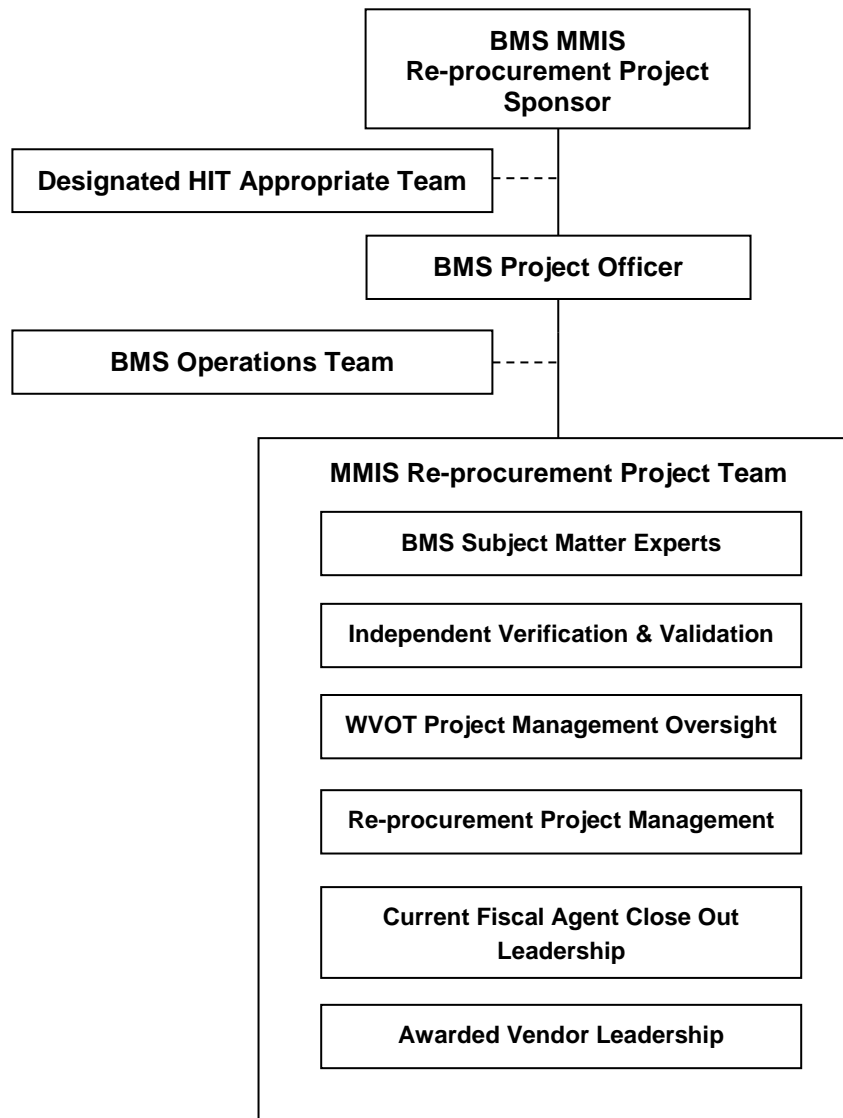 BMS MMIS
Re-procurement Project
Sponsor
Designated HIT Appropriate Team
BMS Project Officer
BMS Operations Team
MMIS Re-procurement Project Team
BMS Subject Matter Experts
Independent Verification & Validation
WVOT Project Management Oversight
Re-procurement Project Management
Current Fiscal Agent Close Out
Leadership
Awarded Vendor Leadership